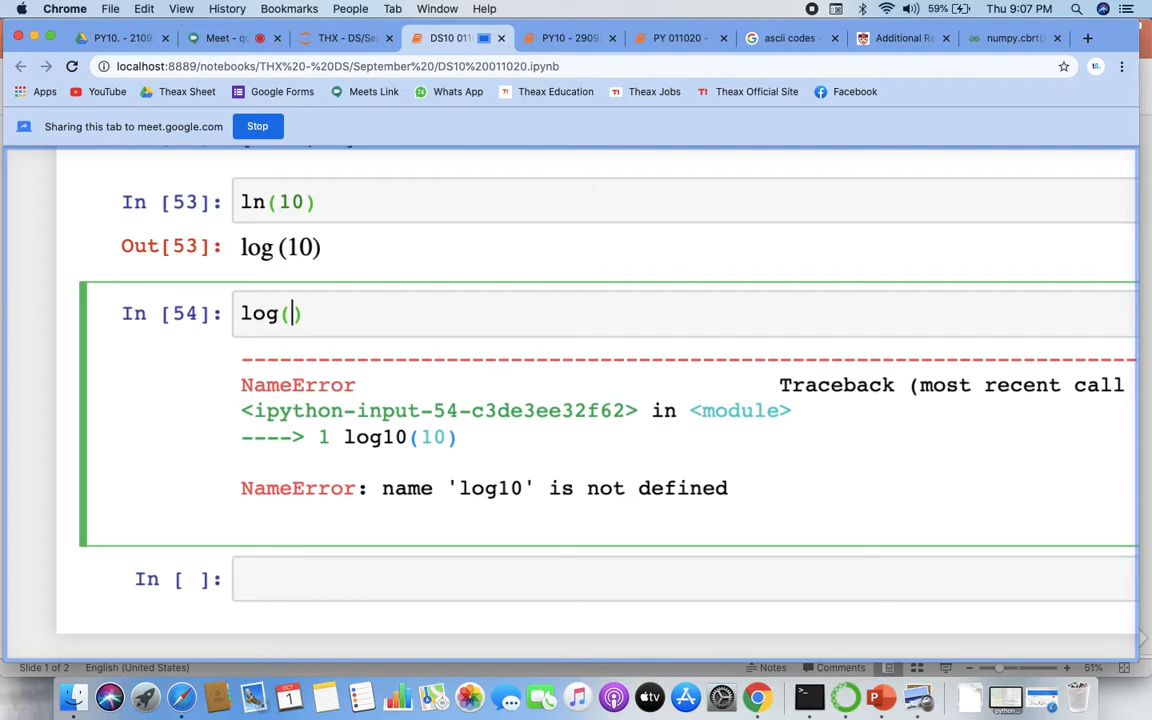 Chrome File Edit View History Bookmarks People Tab Window Help 59% Thu 9:07 PM
PY10. - 2109 Meet - qc THX - DS/Se DS10 011 PY10 - 2909 PY 011020 - ascii codes - Additional Re numpy.cbrt()
localhost:8889/notebooks/THX%20-%20DS/September%20/DS10%20011020.ipynb
Apps YouTube Theax Sheet Google Forms Meets Link Whats App Theax Education Theax Jobs Theax Official Site Facebook
Sharing this tab to meet.google.com Stop
In [53]: ln(10)
Out[53]: log (10)
In [54]: log()
NameError Traceback (most recent call
<ipython-input-54-c3de3ee32f62> in <module>
----> 1 log10(10)
NameError: name 'log10' is not defined
In [ ]:
Slide 1 of 2 English (United States) Notes Comments 51%